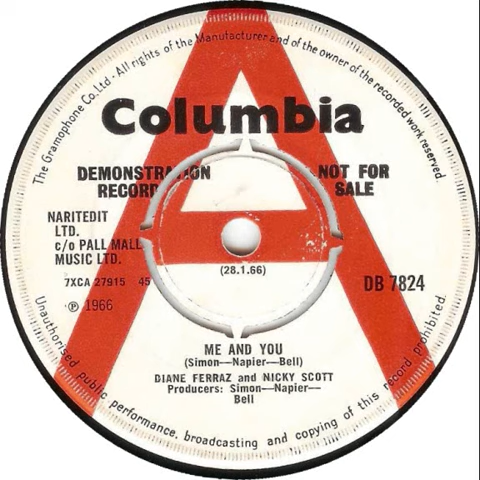 The Gramophone Co. Ltd - All rights of the Manufacturer and of the owner of the recorded work reserved.
Columbia
DEMONSTRATION
RECORD
NOT FOR
SALE
A
NARITEDIT
LTD.
c/o PALL MALL
MUSIC LTD.
7XCA 27915 45
Ⓟ 1966
(28.1.66)
DB 7824
ME AND YOU
(Simon—Napier—Bell)
DIANE FERRAZ and NICKY SCOTT
Producers: Simon—Napier—
Bell
Unauthorised public performance, broadcasting and copying of this record prohibited.